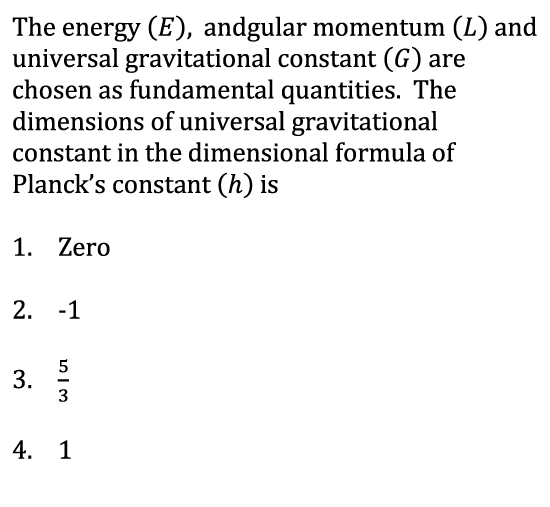 The energy (E), andgular momentum (L) and
universal gravitational constant (G) are
chosen as fundamental quantities. The
dimensions of universal gravitational
constant in the dimensional formula of
Planck's constant (h) is
1. Zero
2. -1
3. 5/3
4. 1